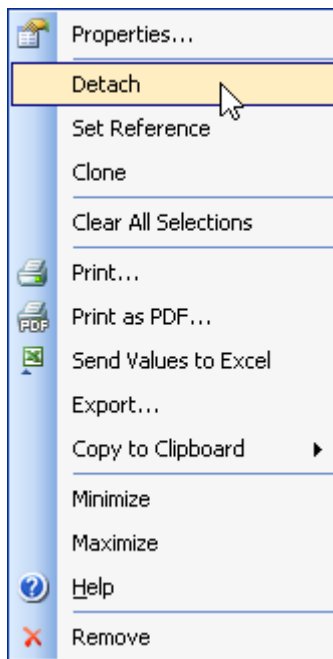 Properties...
Detach
Set Reference
Clone
Clear All Selections
Print...
PDF
Print as PDF...
Send Values to Excel
Export...
Copy to Clipboard
Minimize
Maximize
Help
Remove